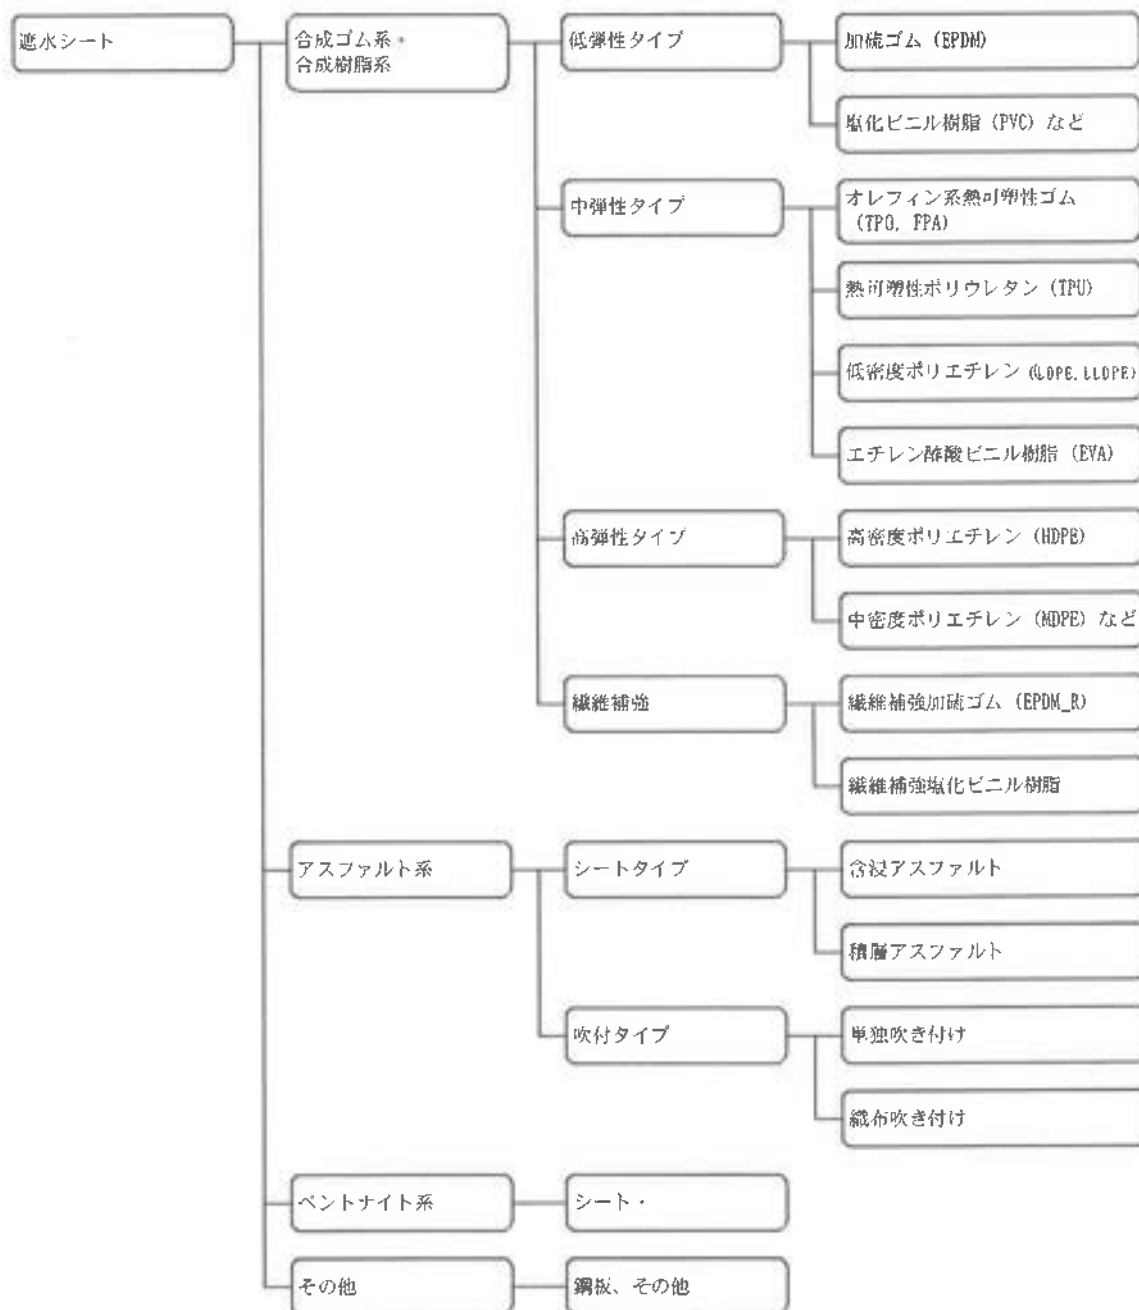 遮水シート
合成ゴム系・
合成樹脂系
低弾性タイプ
加硫ゴム (EPDM)
塩化ビニル樹脂 (PVC) など
中弾性タイプ
オレフィン系熱可塑性ゴム
(TPO, FPA)
熱可塑性ポリウレタン (TPU)
低密度ポリエチレン (LDPE, LLDPE)
エチレン酢酸ビニル樹脂 (EVA)
高弾性タイプ
高密度ポリエチレン (HDPE)
中密度ポリエチレン (MDPE) など
繊維補強
繊維補強加硫ゴム (EPDM_R)
繊維補強塩化ビニル樹脂
アスファルト系
シートタイプ
含浸アスファルト
積層アスファルト
吹付タイプ
単独吹き付け
織布吹き付け
ベントナイト系
シート・
その他
鋼板、その他